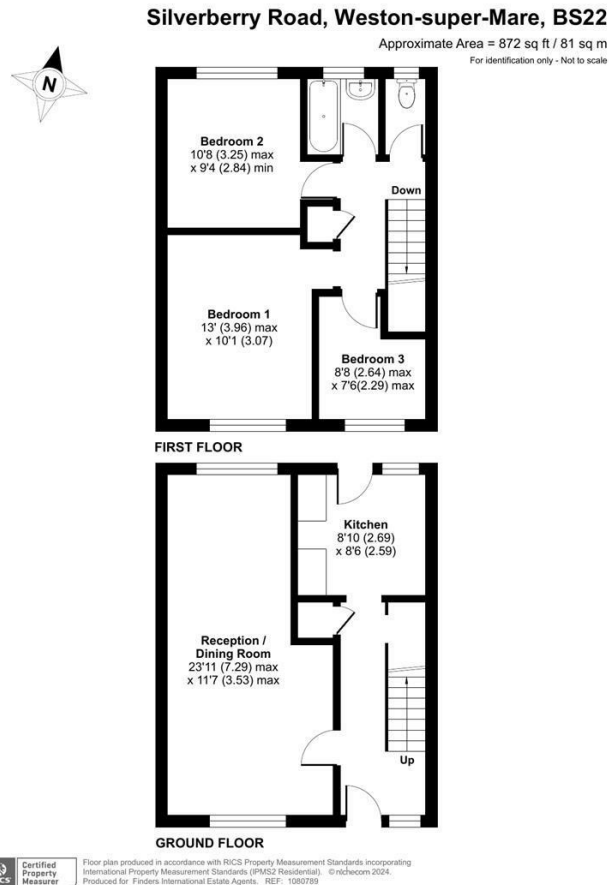 Silverberry Road, Weston-super-Mare, BS22
Approximate Area = 872 sq ft / 81 sq m
For identification only - Not to scale
N
Bedroom 2
10'8 (3.25) max
x 9'4 (2.84) min
Down
Bedroom 1
13' (3.96) max
x 10'1 (3.07)
Bedroom 3
8'8 (2.64) max
x 7'6(2.29) max
FIRST FLOOR
Kitchen
8'10 (2.69)
x 8'6 (2.59)
Reception /
Dining Room
23'11 (7.29) max
x 11'7 (3.53) max
Up
GROUND FLOOR
Certified
Property
Measurer
Floor plan produced in accordance with RICS Property Measurement Standards incorporating
International Property Measurement Standards (IPMS2 Residential). © nichecom 2024.
Produced for Finders International Estate Agents. REF: 1080789